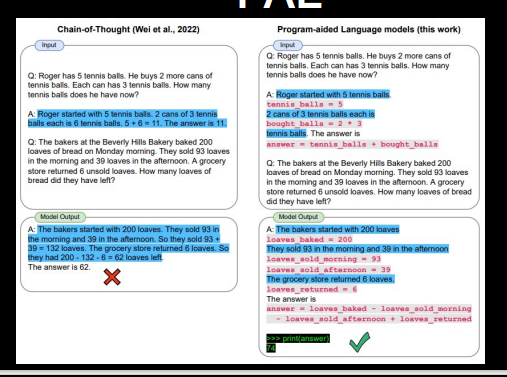 PAL
Chain-of-Thought (Wei et al., 2022)
Input
Q: Roger has 5 tennis balls. He buys 2 more cans of
tennis balls. Each can has 3 tennis balls. How many
tennis balls does he have now?
A: Roger started with 5 tennis balls. 2 cans of 3 tennis
balls each is 6 tennis balls. 5 + 6 = 11. The answer is 11.
Q: The bakers at the Beverly Hills Bakery baked 200
loaves of bread on Monday morning. They sold 93 loaves
in the morning and 39 loaves in the afternoon. A grocery
store returned 6 unsold loaves. How many loaves of
bread did they have left?
Model Output
A: The bakers started with 200 loaves. They sold 93 in
the morning and 39 in the afternoon. So they sold 93 +
39 = 132 loaves. The grocery store returned 6 loaves. So
they had 200 - 132 - 6 = 62 loaves left.
The answer is 62.
Program-aided Language models (this work)
Input
Q: Roger has 5 tennis balls. He buys 2 more cans of
tennis balls. Each can has 3 tennis balls. How many
tennis balls does he have now?
A: Roger started with 5 tennis balls.
tennis_balls = 5
2 cans of 3 tennis balls each is
bought_balls = 2 * 3
tennis balls. The answer is
answer = tennis_balls + bought_balls
Q: The bakers at the Beverly Hills Bakery baked 200
loaves of bread on Monday morning. They sold 93 loaves
in the morning and 39 loaves in the afternoon. A grocery
store returned 6 unsold loaves. How many loaves of bread
did they have left?
Model Output
A: The bakers started with 200 loaves
loaves_baked = 200
They sold 93 in the morning and 39 in the afternoon
loaves_sold_morning = 93
loaves_sold_afternoon = 39
The grocery store returned 6 loaves.
loaves_returned = 6
The answer is
answer = loaves_baked - loaves_sold_morning
- loaves_sold_afternoon + loaves_returned
>>> print(answer)
74